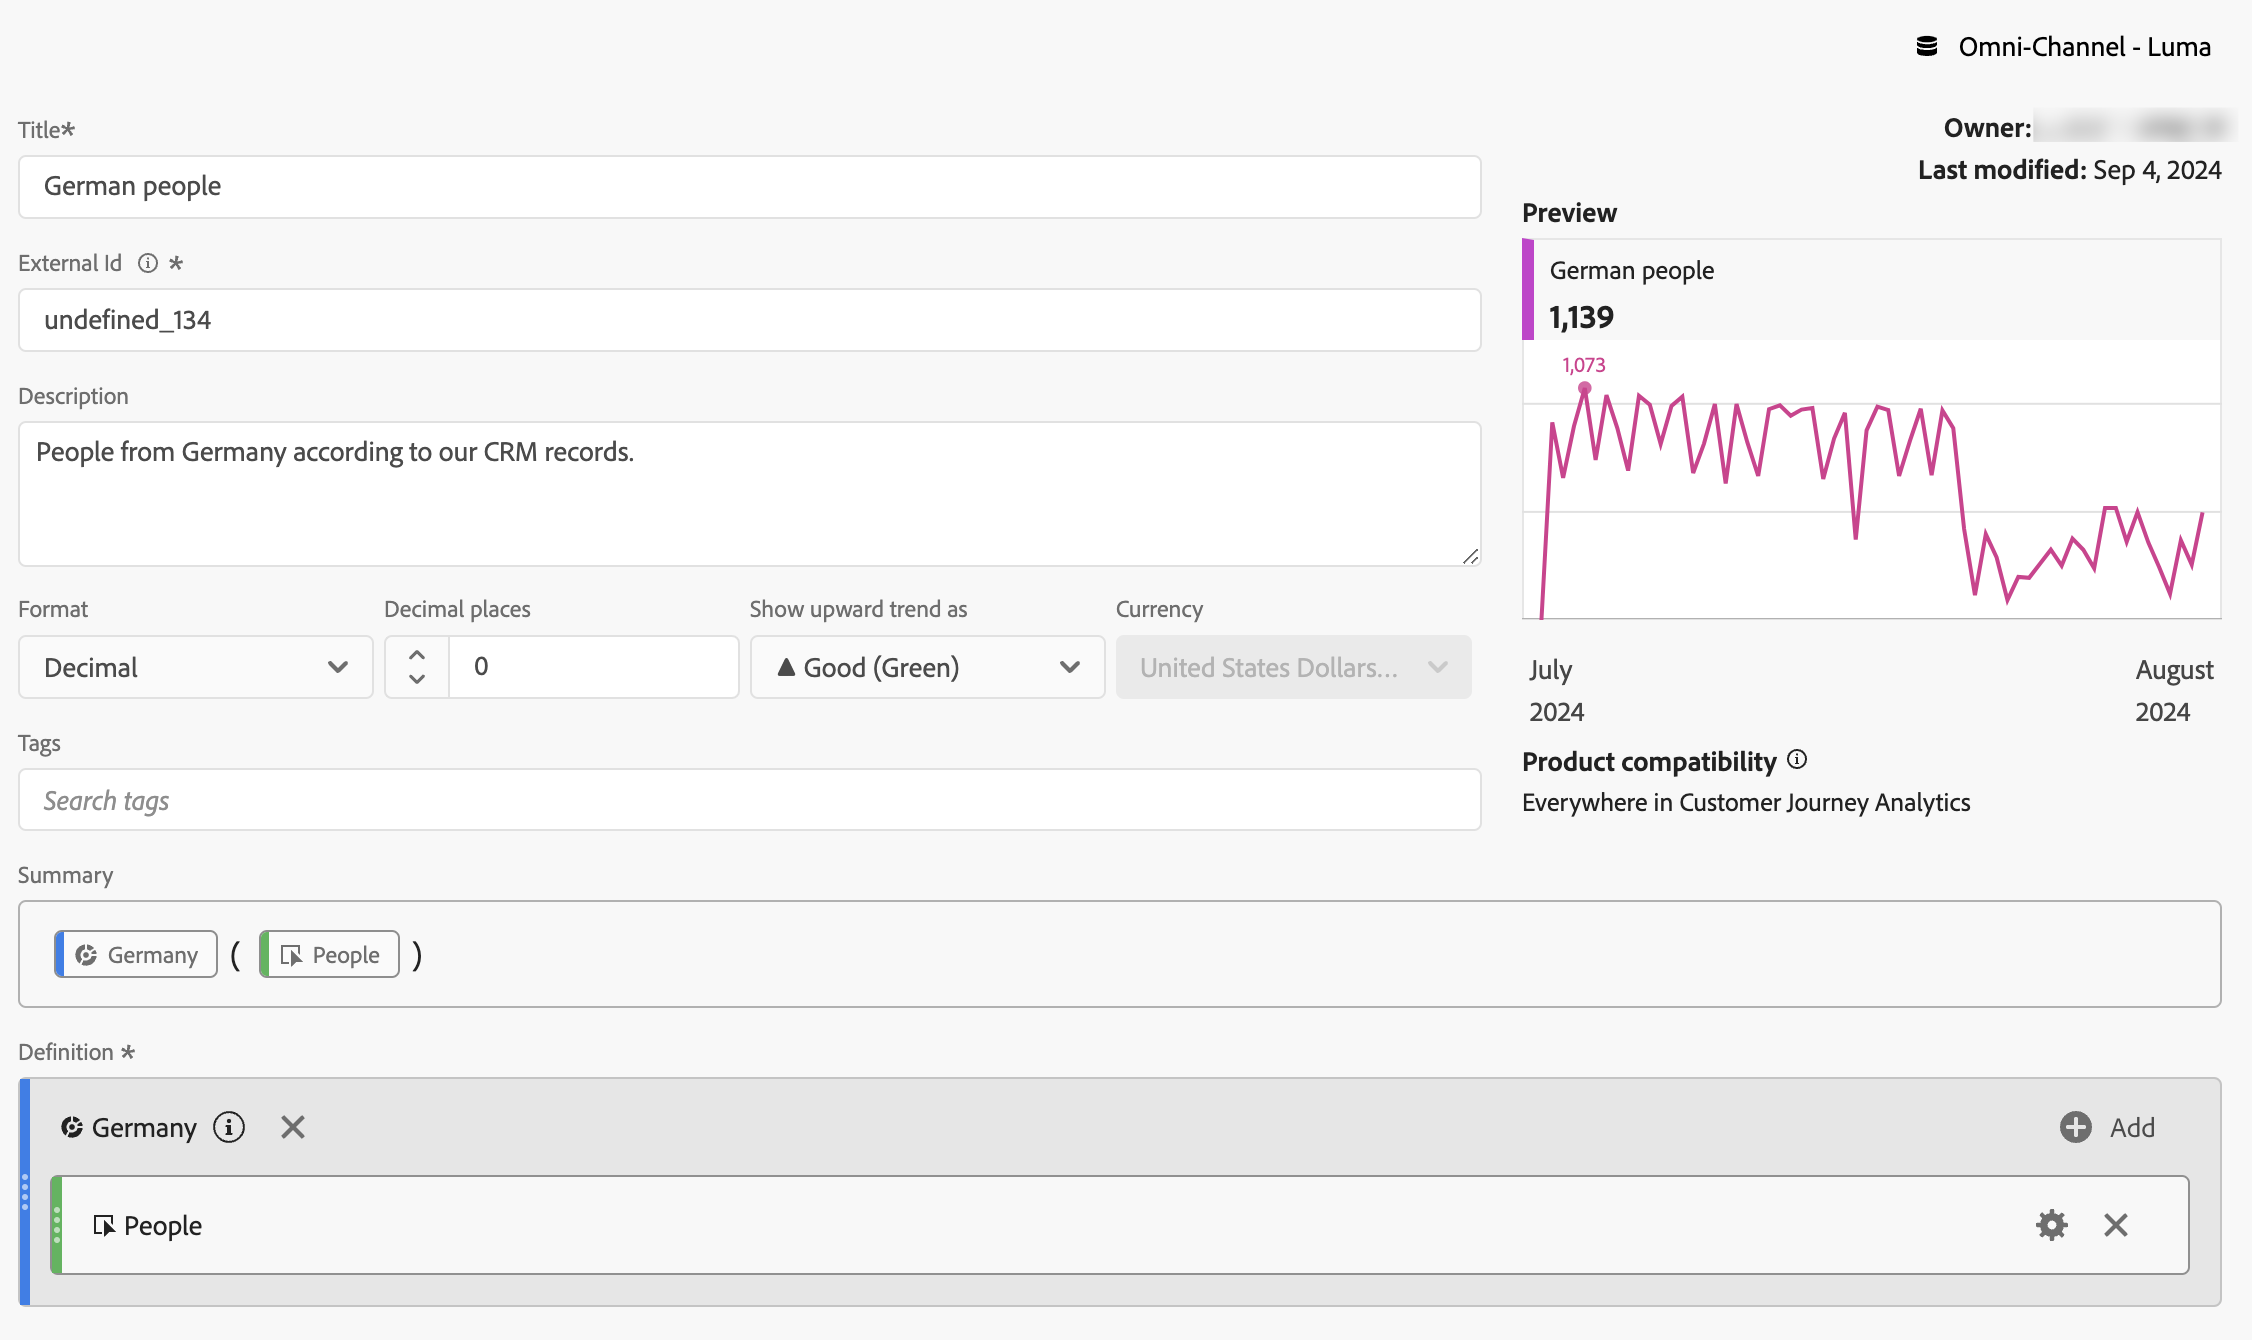 Omni-Channel - Luma
Title*
German people
Owner:
Last modified: Sep 4, 2024
External Id *
undefined_134
Preview
German people
1,139
1,073
July
2024
August
2024
Product compatibility
Everywhere in Customer Journey Analytics
Description
People from Germany according to our CRM records.
Format
Decimal
Decimal places
0
Show upward trend as
Good (Green)
Currency
United States Dollars...
Tags
Search tags
Summary
Germany ( People )
Definition *
Germany
Add
People